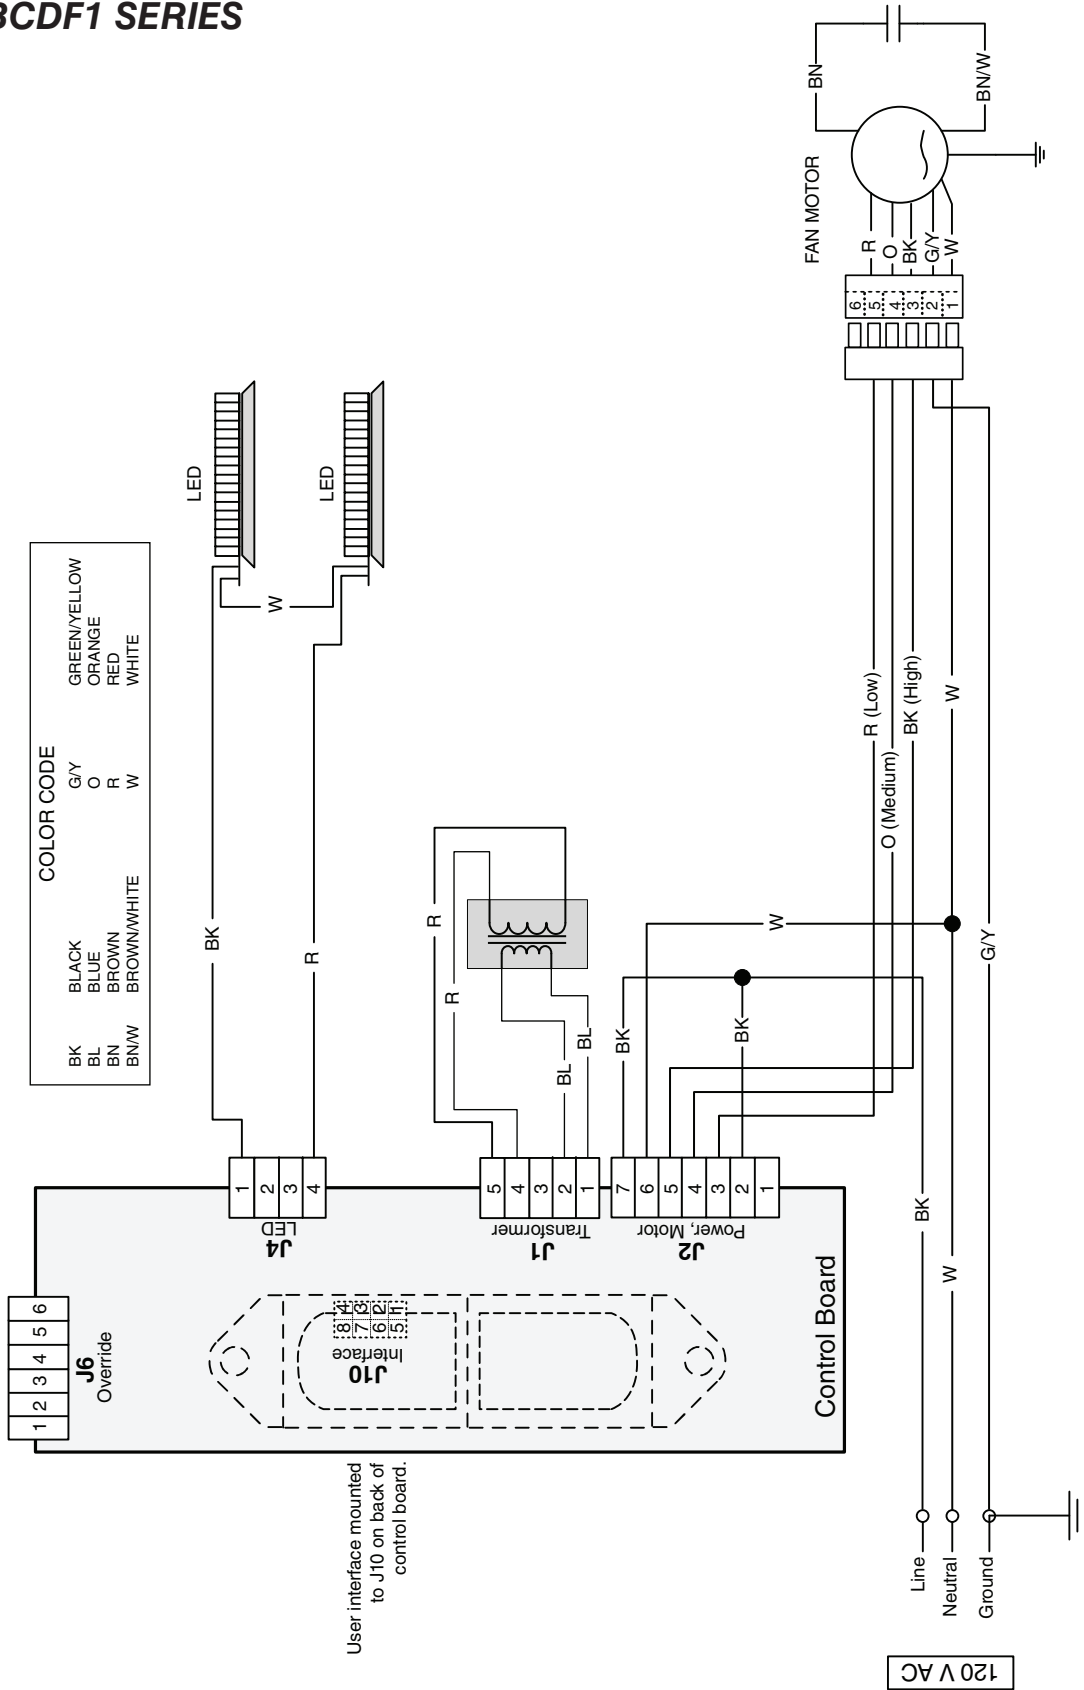 BCDF1 SERIES
COLOR CODE
BK BLACK G/Y GREEN/YELLOW
BL BLUE O ORANGE
BN BROWN R RED
BN/W BROWN/WHITE W WHITE
J6
Override
1 2 3 4 5 6
User interface mounted
to J10 on back of
control board.
J10
Interface
8 7 6 5
4 3 2 1
Control Board
J4
LED
1 2 3 4
J1
Transformer
5 4 3 2 1
J2
Power, Motor
7 6 5 4 3 2 1
BK
R
W
LED
LED
R
R
BL
BL
BK
BK
W
R (Low)
O (Medium)
BK (High)
W
G/Y
BK
W
Line
Neutral
Ground
120 V AC
6 5 4 3 2 1
R
O
BK
G/Y
W
FAN MOTOR
BN
BN/W